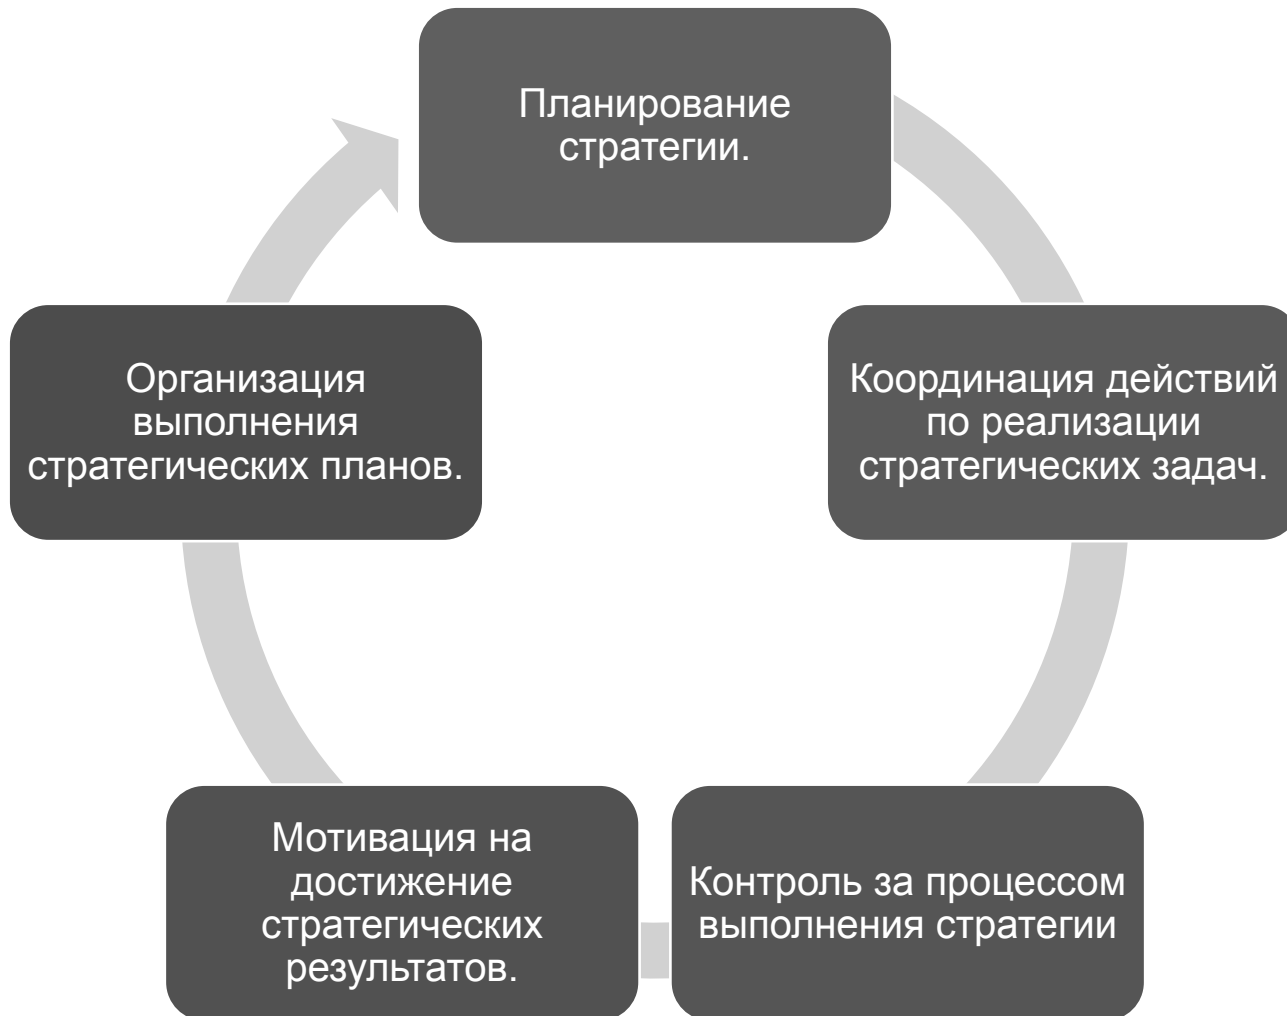 Планирование
стратегии.
Координация действий
по реализации
стратегических задач.
Контроль за процессом
выполнения стратегии
Мотивация на
достижение
стратегических
результатов.
Организация
выполнения
стратегических планов.